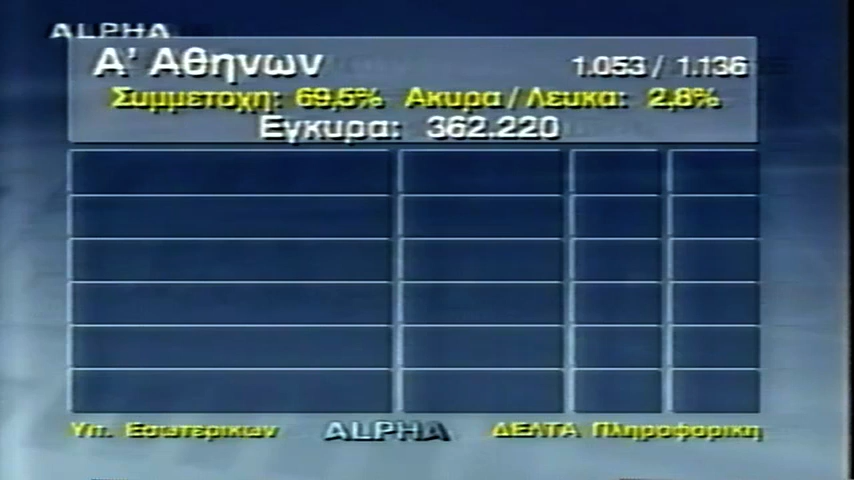 ALPHA
Α' Αθηνων 1.053 / 1.136
Συμμετοχη: 69,5% Ακυρα / Λευκα: 2,8%
Εγκυρα: 362.220
Υπ. Εσωτερικων ALPHA ΔΕΛΤΑ Πληροφορικη